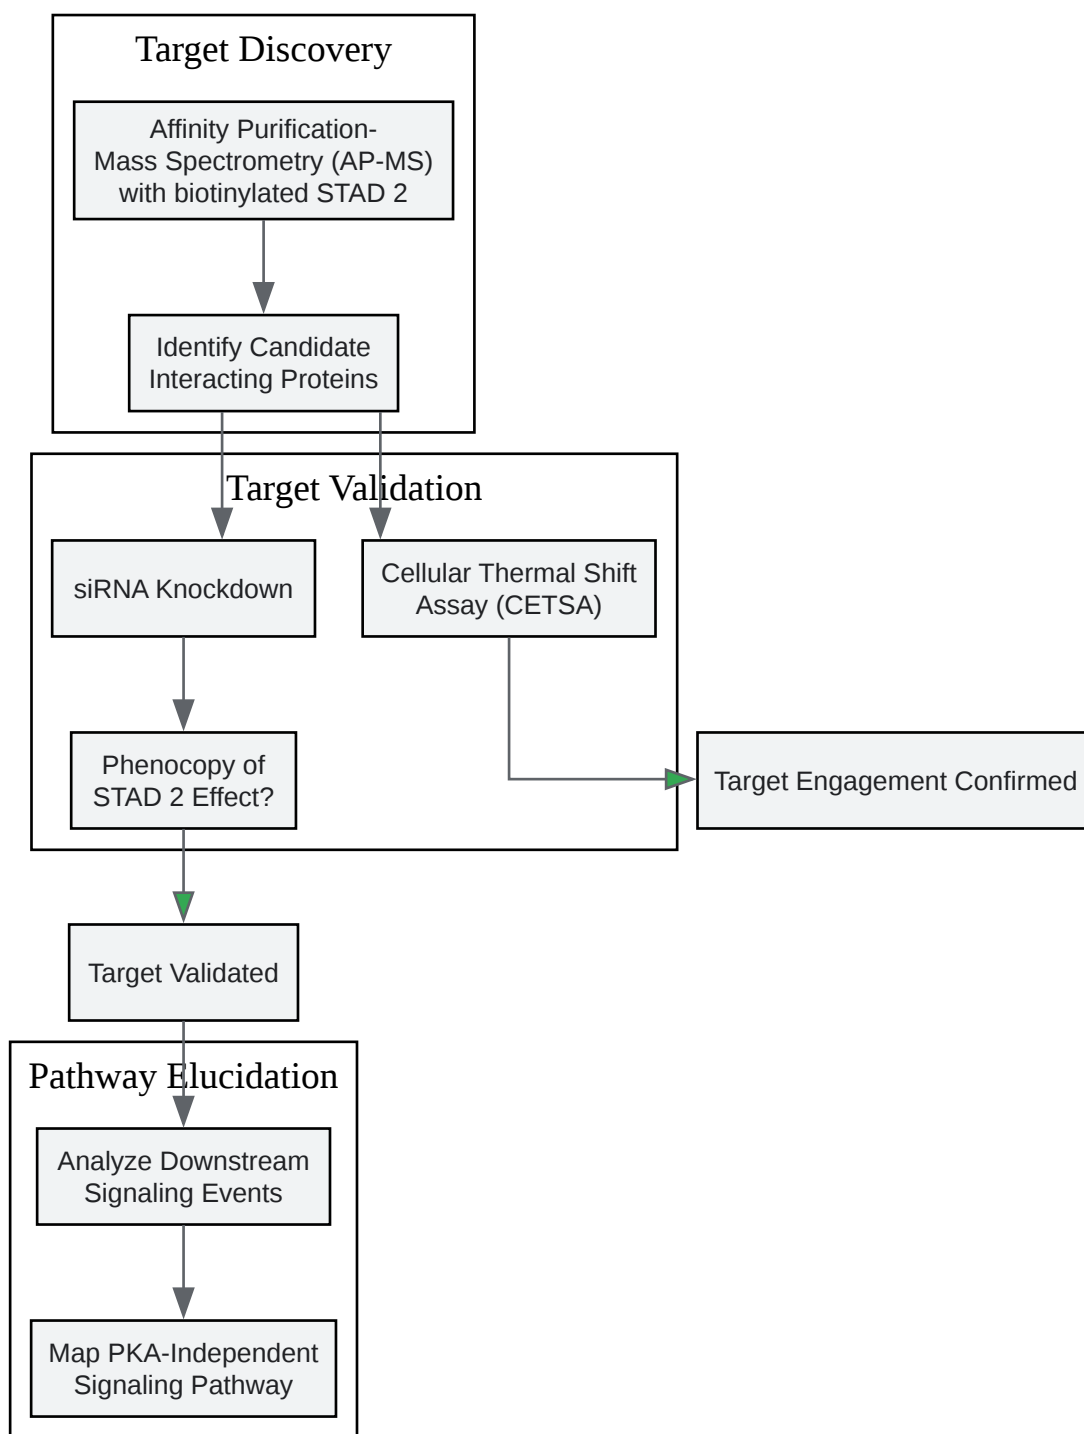 Target Discovery
Affinity Purification-
Mass Spectrometry (AP-MS)
with biotinylated STAD 2
Identify Candidate
Interacting Proteins
Target Validation
siRNA Knockdown
Cellular Thermal Shift
Assay (CETSA)
Phenocopy of
STAD 2 Effect?
Target Engagement Confirmed
Target Validated
Pathway Elucidation
Analyze Downstream
Signaling Events
Map PKA-Independent
Signaling Pathway